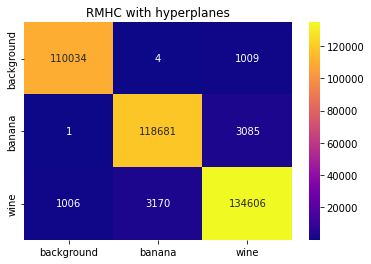 RMHC with hyperplanes
background
110034 4 1009
banana
1 118681 3085
wine
1006 3170 134606
background banana wine
120000
100000
80000
60000
40000
20000